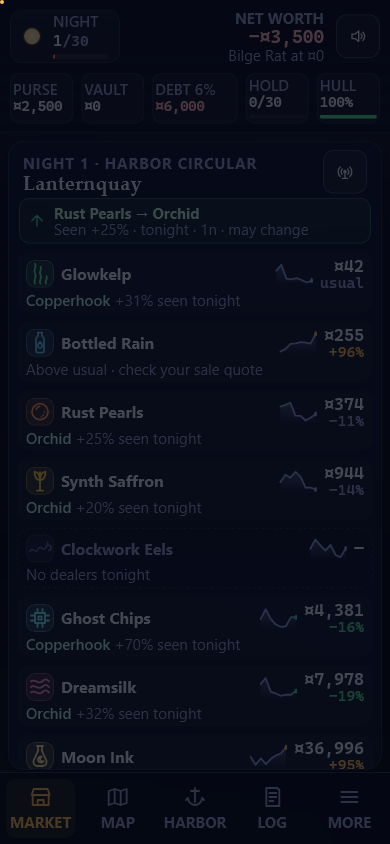 NIGHT
1/30
NET WORTH
−¤3,500
Bilge Rat at ¤0
PURSE
¤2,500
VAULT
¤0
DEBT 6%
¤6,000
HOLD
0/30
HULL
100%
NIGHT 1 · HARBOR CIRCULAR
Lanternquay
Rust Pearls → Orchid
Seen +25% · tonight · 1n · may change
Glowkelp
¤42
usual
Copperhook +31% seen tonight
Bottled Rain
¤255
+96%
Above usual · check your sale quote
Rust Pearls
¤374
−11%
Orchid +25% seen tonight
Synth Saffron
¤944
−14%
Orchid +20% seen tonight
Clockwork Eels
—
No dealers tonight
Ghost Chips
¤4,381
−16%
Copperhook +70% seen tonight
Dreamsilk
¤7,978
−19%
Orchid +32% seen tonight
Moon Ink
¤36,996
+95%
MARKET
MAP
HARBOR
LOG
MORE